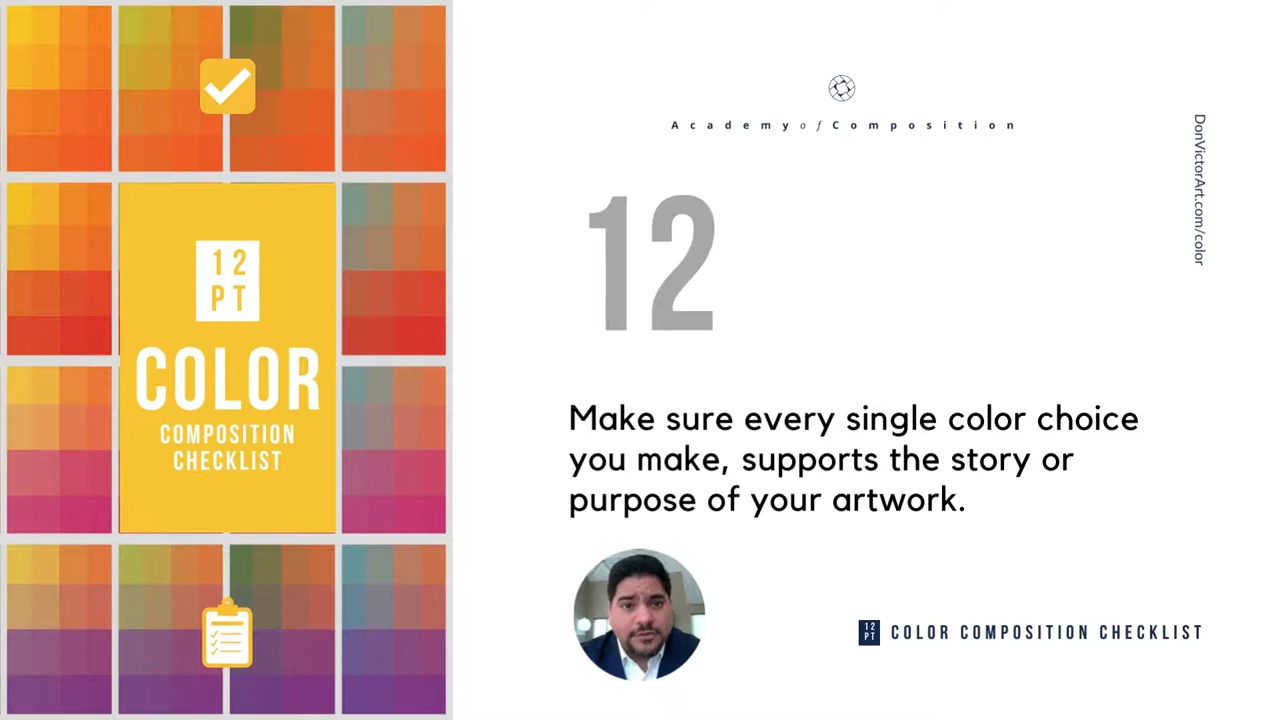 12
PT
COLOR
COMPOSITION
CHECKLIST
Academy of Composition
DonVictorArt.com/color
12
Make sure every single color choice
you make, supports the story or
purpose of your artwork.
12
PT
COLOR COMPOSITION CHECKLIST